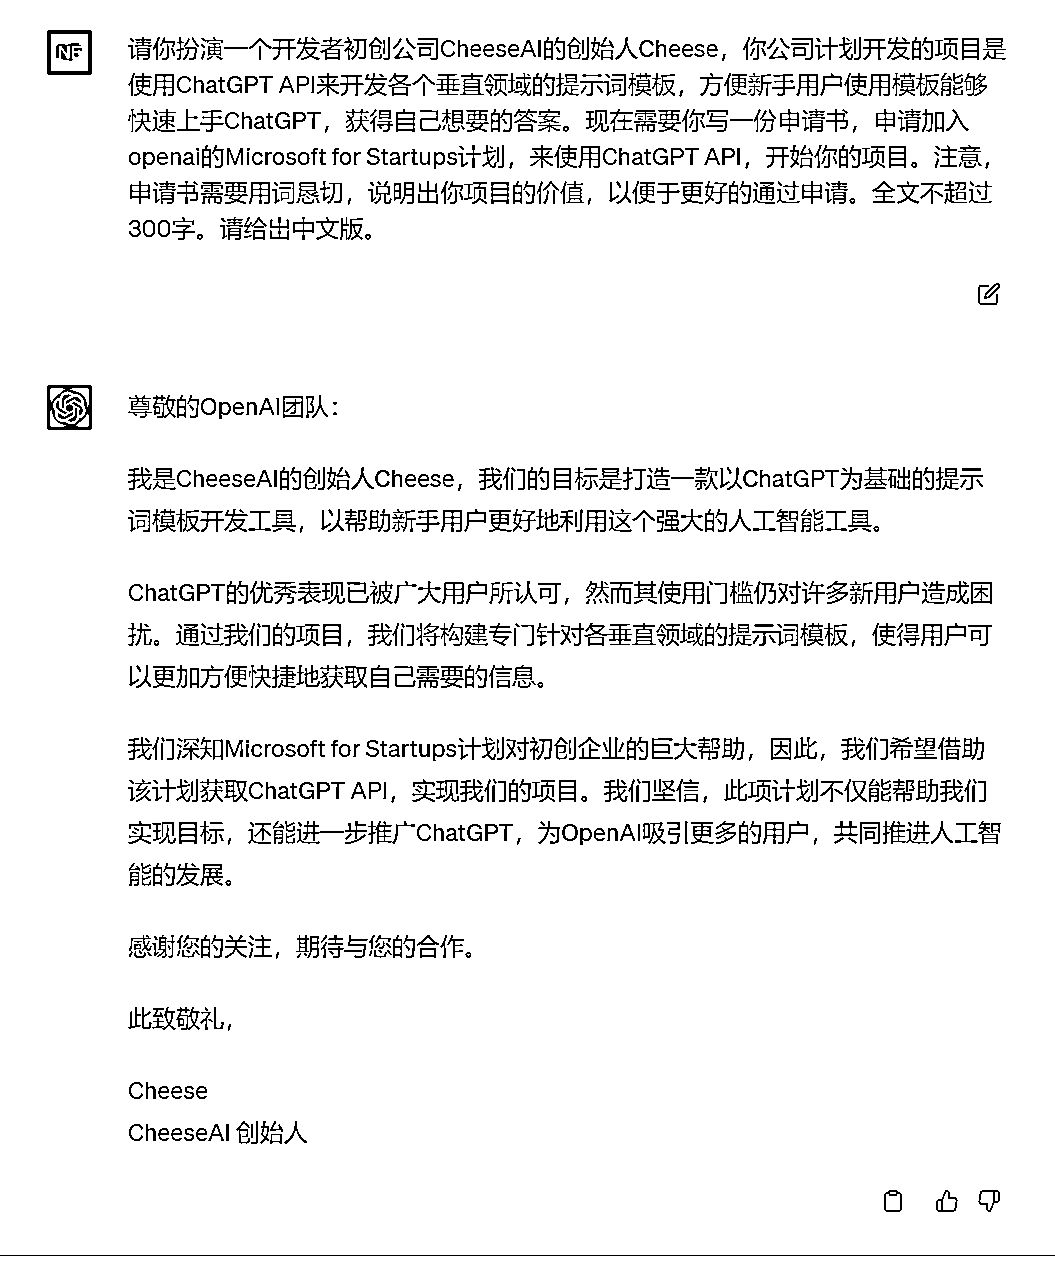 NF
请你扮演一个开发者初创公司CheeseAI的创始人Cheese，你公司计划开发的项目是
使用ChatGPT API来开发各个垂直领域的提示词模板，方便新手用户使用模板能够
快速上手ChatGPT，获得自己想要的答案。现在需要你写一份申请书，申请加入
openai的Microsoft for Startups计划，来使用ChatGPT API，开始你的项目。注意，
申请书需要用词恳切，说明出你项目的价值，以便于更好的通过申请。全文不超过
300字。请给出中文版。
尊敬的OpenAI团队：
我是CheeseAI的创始人Cheese，我们的目标是打造一款以ChatGPT为基础的提示
词模板开发工具，以帮助新手用户更好地利用这个强大的人工智能工具。
ChatGPT的优秀表现已被广大用户所认可，然而其使用门槛仍对许多新用户造成困
扰。通过我们的项目，我们将构建专门针对各垂直领域的提示词模板，使得用户可
以更加方便快捷地获取自己需要的信息。
我们深知Microsoft for Startups计划对初创企业的巨大帮助，因此，我们希望借助
该计划获取ChatGPT API，实现我们的项目。我们坚信，此项计划不仅能帮助我们
实现目标，还能进一步推广ChatGPT，为OpenAI吸引更多的用户，共同推进人工智
能的发展。
感谢您的关注，期待与您的合作。
此致敬礼，
Cheese
CheeseAI 创始人